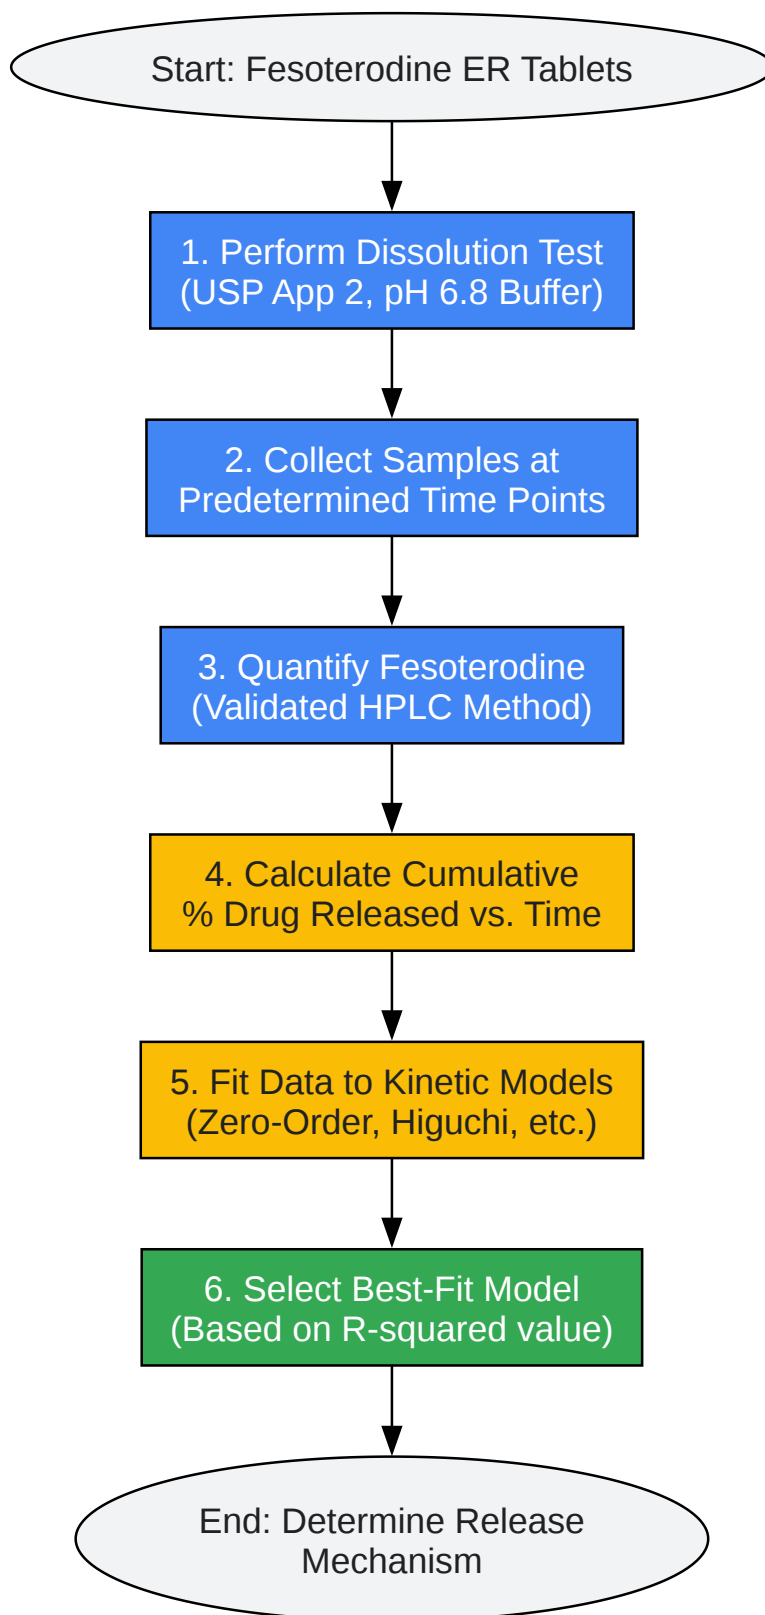 Start: Fesoterodine ER Tablets
1. Perform Dissolution Test
(USP App 2, pH 6.8 Buffer)
2. Collect Samples at
Predetermined Time Points
3. Quantify Fesoterodine
(Validated HPLC Method)
4. Calculate Cumulative
% Drug Released vs. Time
5. Fit Data to Kinetic Models
(Zero-Order, Higuchi, etc.)
6. Select Best-Fit Model
(Based on R-squared value)
End: Determine Release
Mechanism